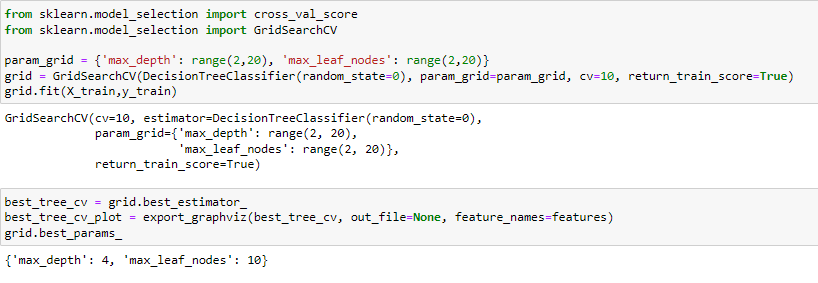 from sklearn.model_selection import cross_val_score
from sklearn.model_selection import GridSearchCV
param_grid = {'max_depth': range(2,20), 'max_leaf_nodes': range(2,20)}
grid = GridSearchCV(DecisionTreeClassifier(random_state=0), param_grid=param_grid, cv=10, return_train_score=True)
grid.fit(X_train,y_train)
GridSearchCV(cv=10, estimator=DecisionTreeClassifier(random_state=0),
             param_grid={'max_depth': range(2, 20),
                         'max_leaf_nodes': range(2, 20)},
             return_train_score=True)
best_tree_cv = grid.best_estimator_
best_tree_cv_plot = export_graphviz(best_tree_cv, out_file=None, feature_names=features)
grid.best_params_
{'max_depth': 4, 'max_leaf_nodes': 10}